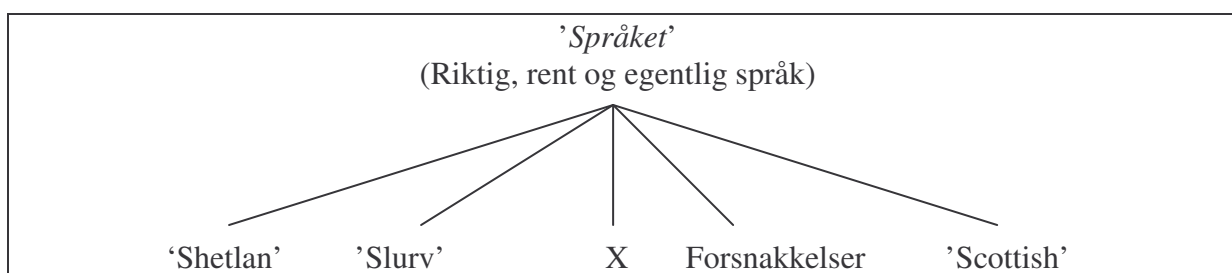 ’Språket’
(Riktig, rent og egentlig språk)
‘Shetlan’ ’Slurv’ X Forsnakkelser ’Scottish’